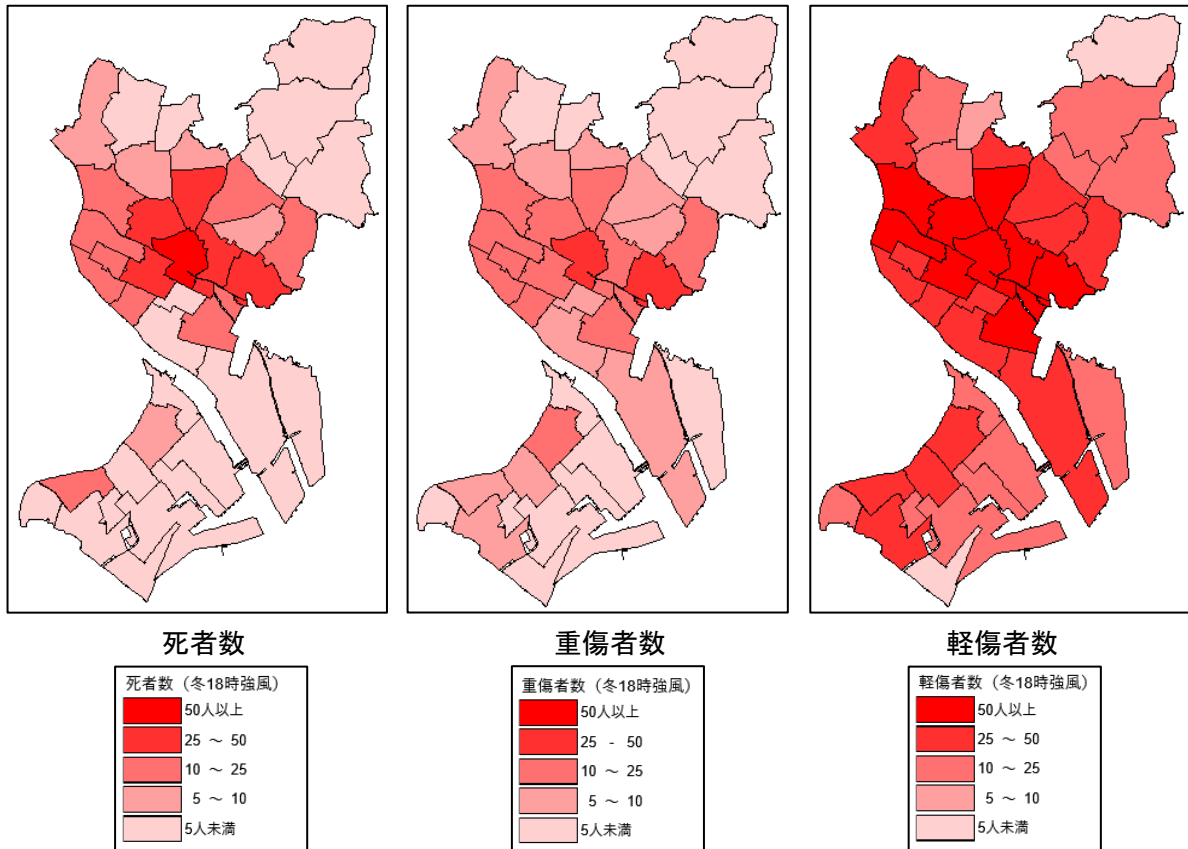 死者数
重傷者数
軽傷者数
死者数（冬18時強風）
50人以上
25 ～ 50
10 ～ 25
5 ～ 10
5人未満
重傷者数（冬18時強風）
50人以上
25 - 50
10 ～ 25
5 ～ 10
5人未満
軽傷者数（冬18時強風）
50人以上
25 ～ 50
10 ～ 25
5 ～ 10
5人未満